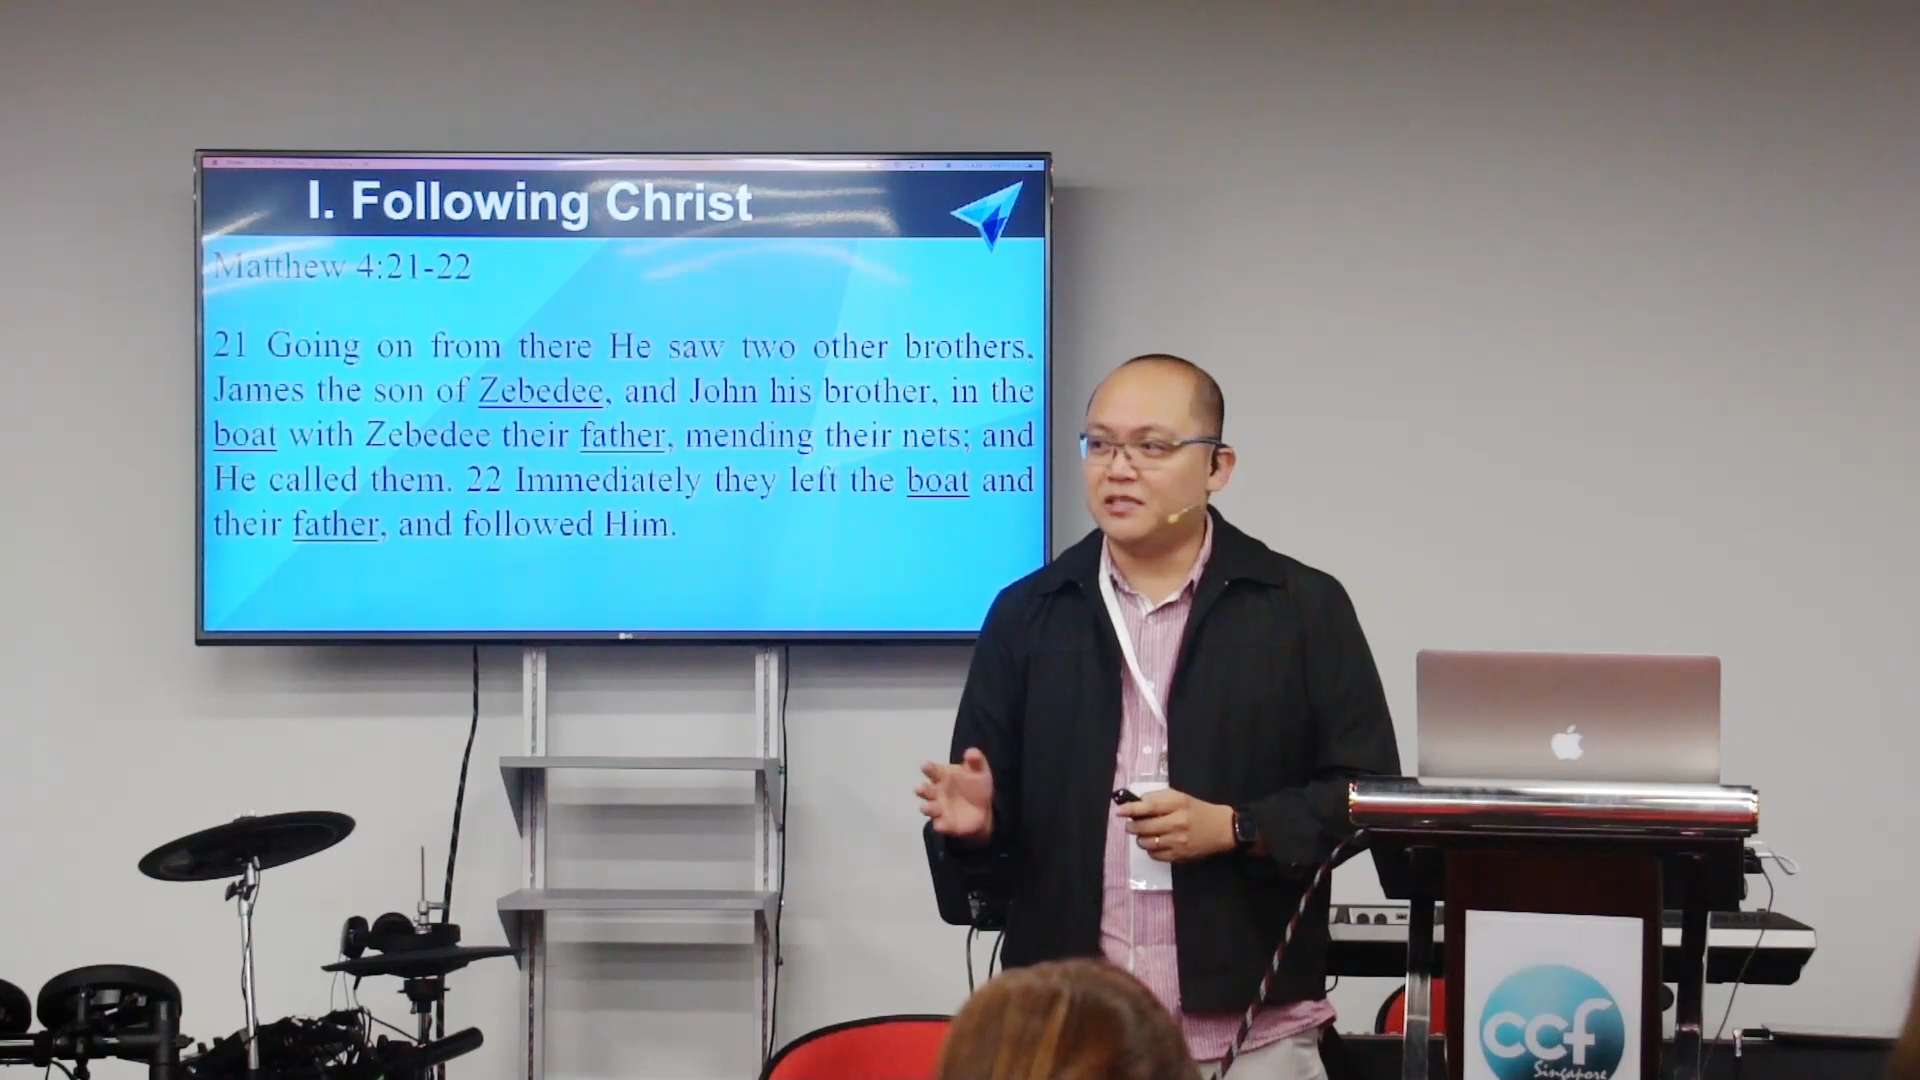 I. Following Christ
Matthew 4:21-22
21 Going on from there He saw two other brothers,
James the son of Zebedee, and John his brother, in the
boat with Zebedee their father, mending their nets; and
He called them. 22 Immediately they left the boat and
their father, and followed Him.
ccf
Singapore